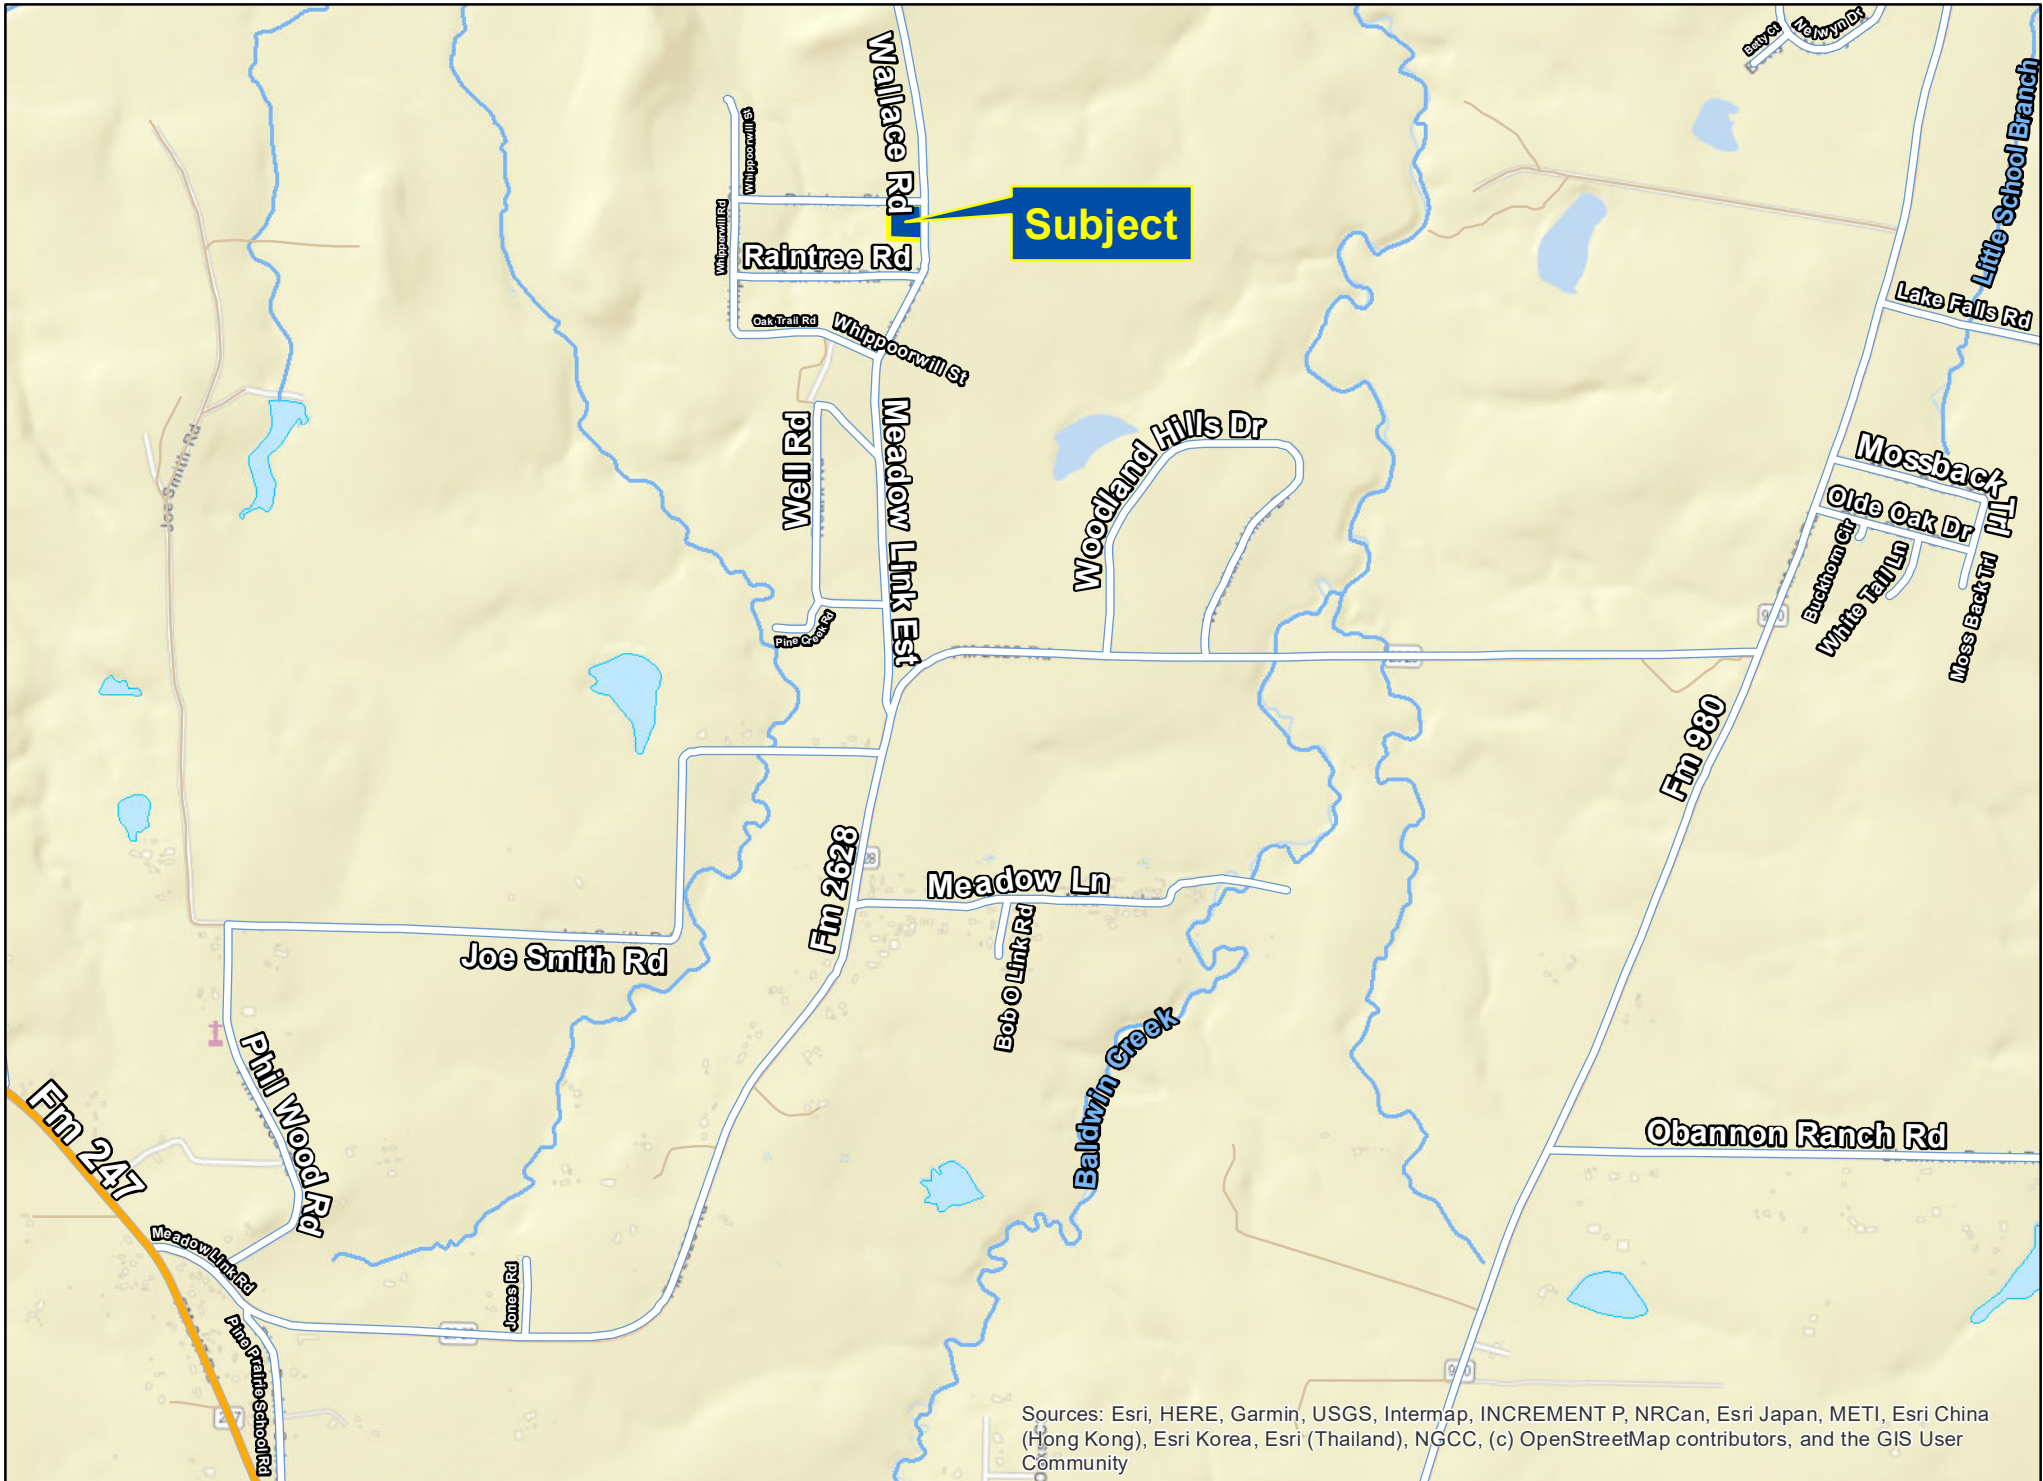 Betty Ct
Nelwyn Dr
Wallace Rd
Little School Branch
Whippoorwill St
Whipperwill Rd
Subject
Raintree Rd
Lake Falls Rd
Oak Trail Rd
Whippoorwill St
Well Rd
Meadow Link Est
Woodland Hills Dr
Joe Smith Rd
Mossback Trl
Olde Oak Dr
Buckhorn Cir
White Tail Ln
Moss Back Trl
Pine Creek Rd
Fm 980
Fm 2628
Meadow Ln
Bob O Link Rd
Joe Smith Rd
Baldwin Creek
Phil Wood Rd
Fm 247
Obannon Ranch Rd
Meadow Link Rd
Jones Rd
Pine Prairie School Rd
Sources: Esri, HERE, Garmin, USGS, Intermap, INCREMENT P, NRCan, Esri Japan, METI, Esri China
(Hong Kong), Esri Korea, Esri (Thailand), NGCC, (c) OpenStreetMap contributors, and the GIS User
Community